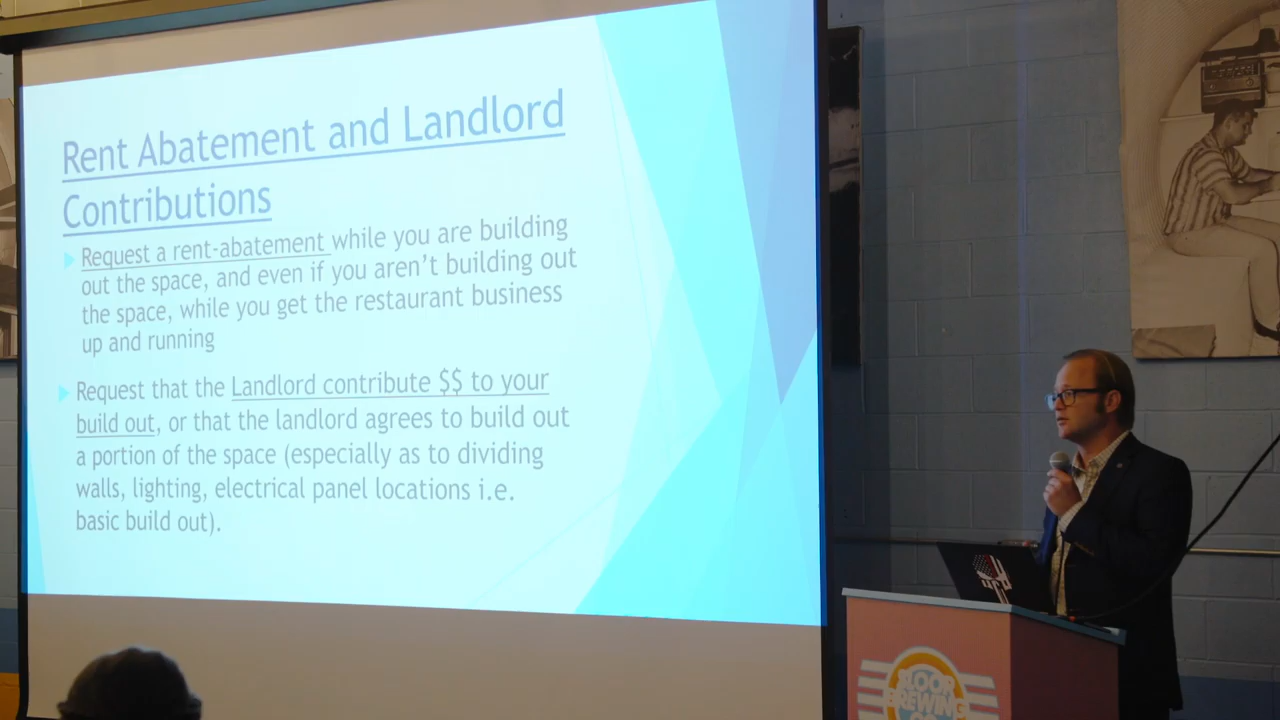 Rent Abatement and Landlord
Contributions
Request a rent-abatement while you are building
out the space, and even if you aren't building out
the space, while you get the restaurant business
up and running
Request that the Landlord contribute $$ to your
build out, or that the landlord agrees to build out
a portion of the space (especially as to dividing
walls, lighting, electrical panel locations i.e.
basic build out).
BREWING